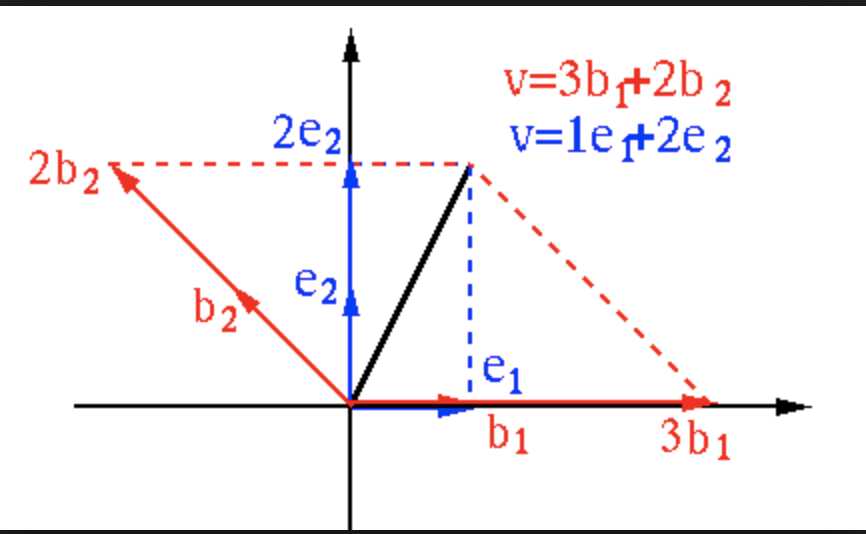 v=3b₁+2b₂
v=1e₁+2e₂
2e₂
2b₂
e₂
b₂
e₁
b₁
3b₁